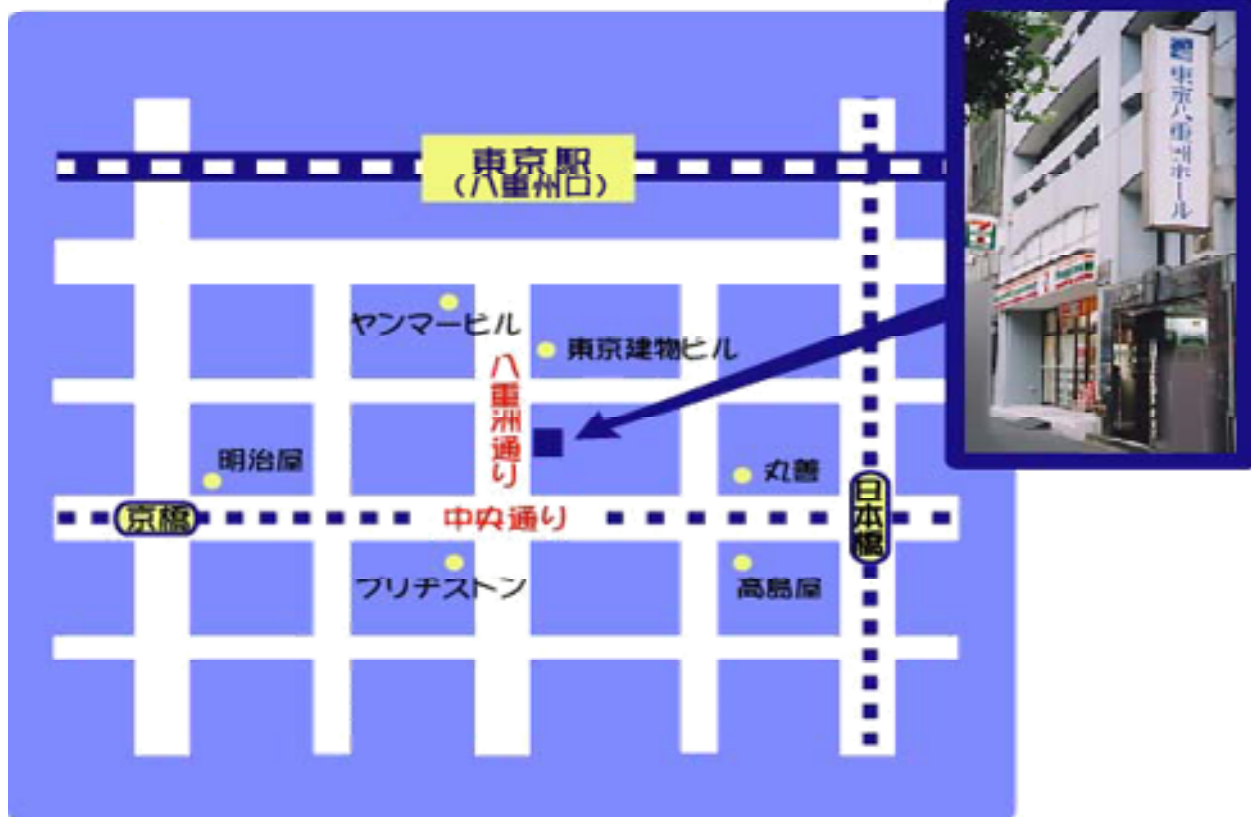 東京駅
(八重州口)
東京八重洲ホール
7
ヤンマービル
東京建物ビル
八重洲通り
明治屋
丸善
京橋
中央通り
日本橋
ブリヂストン
高島屋